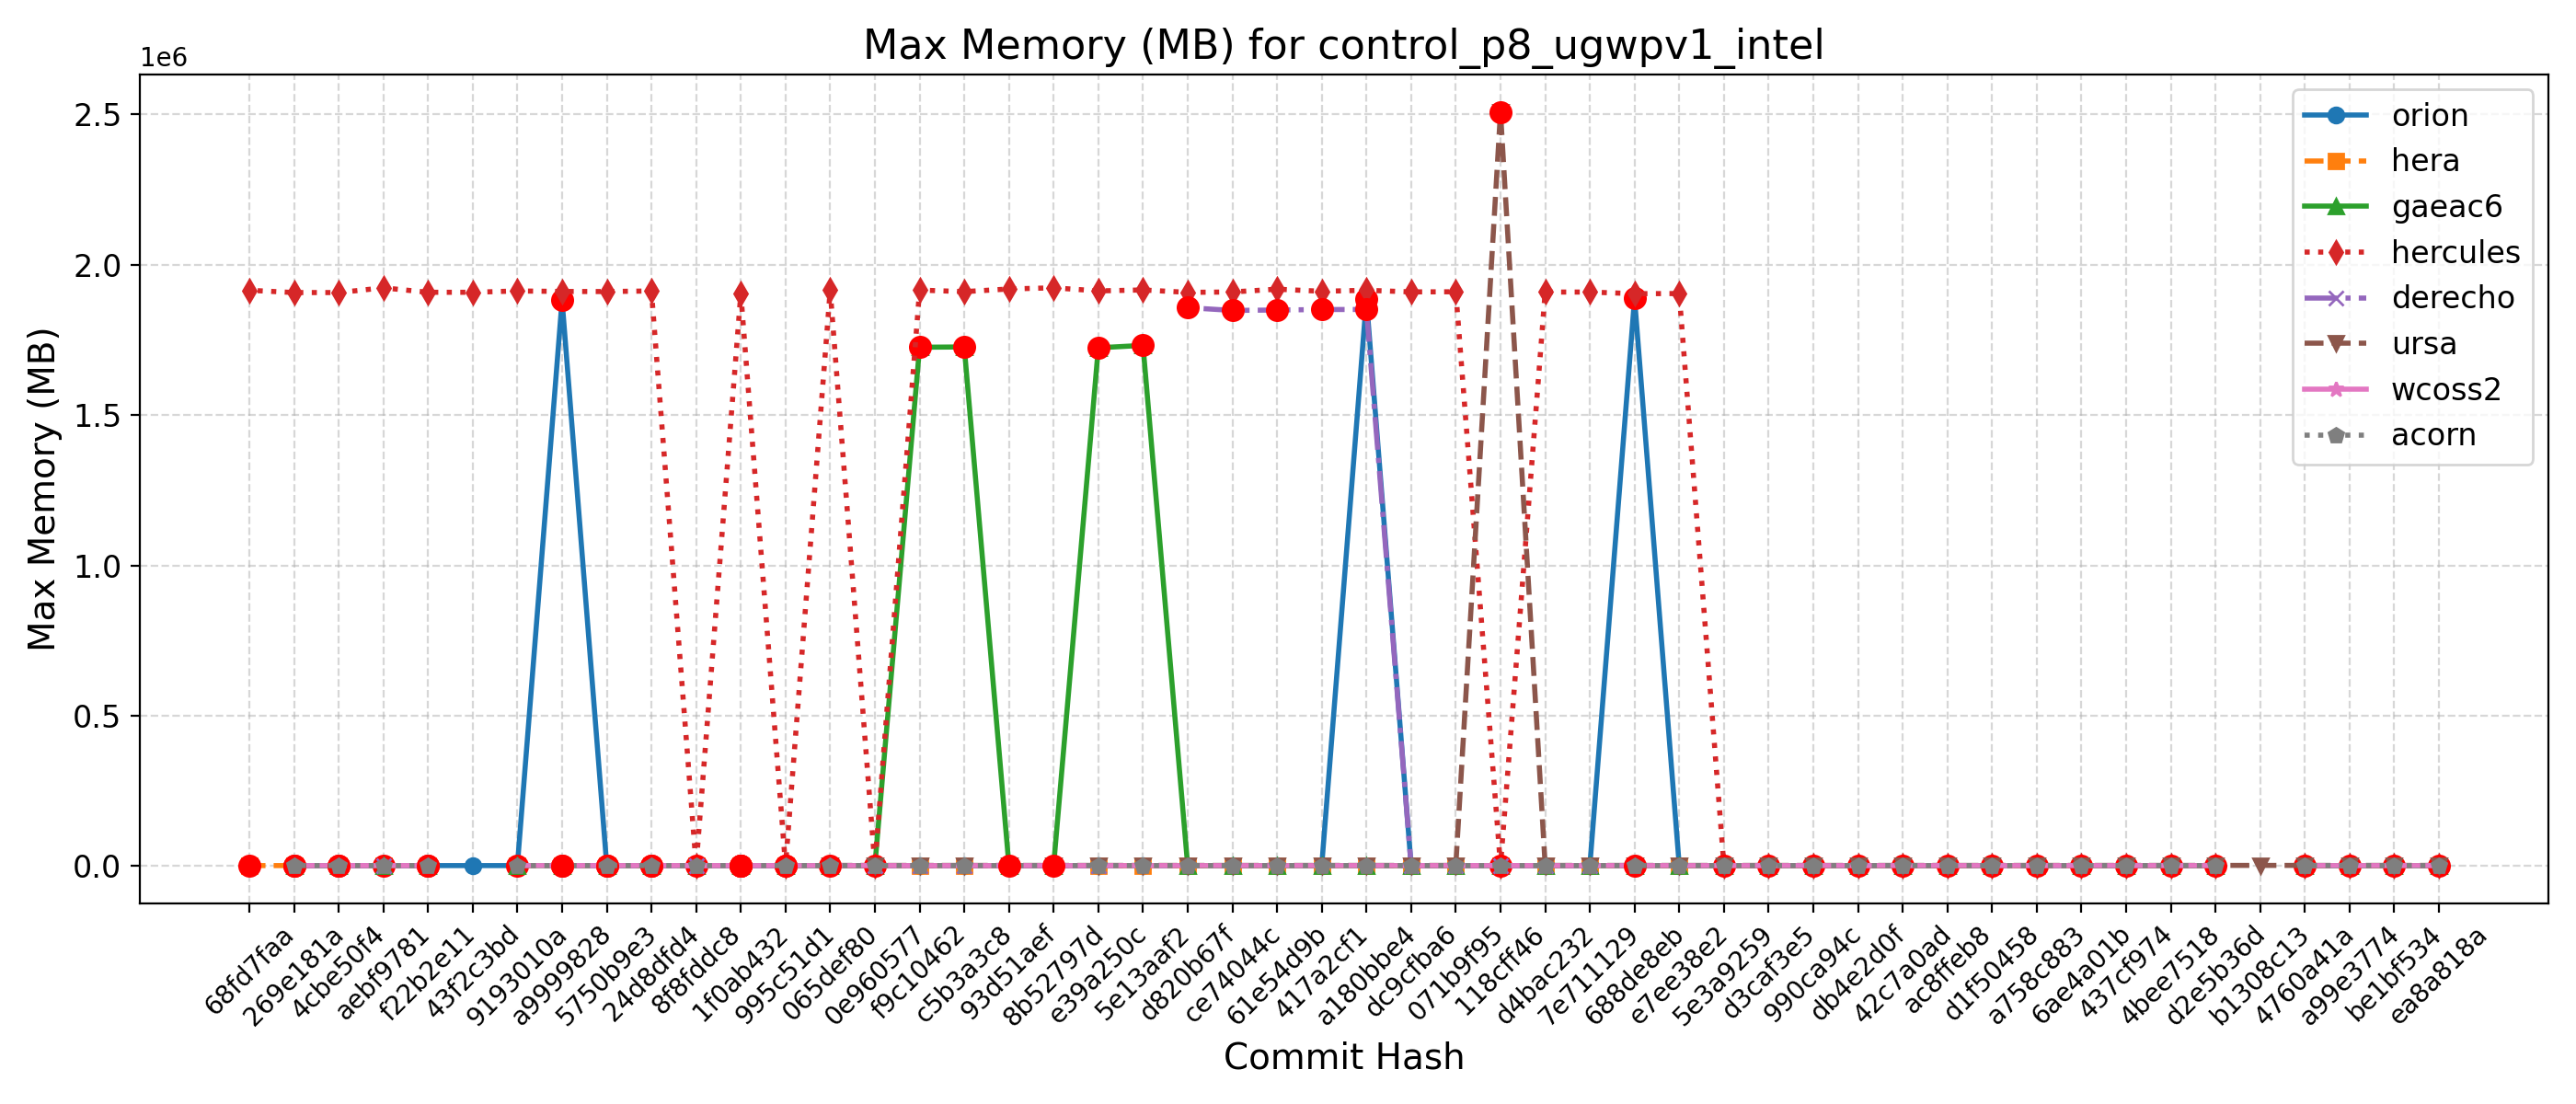 Max Memory (MB) for control_p8_ugwpv1_intel
1e6
2.5
2.0
1.5
1.0
0.5
0.0
Max Memory (MB)
orion
hera
gaeac6
hercules
derecho
ursa
wcoss2
acorn
68fd7faa
269e181a
4cbe50f4
aebf9781
f22b2e11
43f2c3bd
9193010a
a9999828
5750b9e3
24d8dfd4
8f8fddc8
1f0ab432
995c51d1
065def80
0e960577
f9c10462
c5b3a3c8
93d51aef
8b52797d
e39a250c
5e13aaf2
d820b67f
ce74044c
61e54d9b
417a2cf1
a180bbe4
dc9cfba6
071b9f95
118cff46
d4bac232
7e711129
688de8eb
e7ee38e2
5e3a9259
d3caf3e5
990ca94c
db4e2d0f
42c7a0ad
ac8ffeb8
d1f50458
a758c883
6ae4a01b
437cf974
4bee7518
d2e5b36d
b1308c13
4760a41a
a99e3774
be1bf534
ea8a818a
Commit Hash